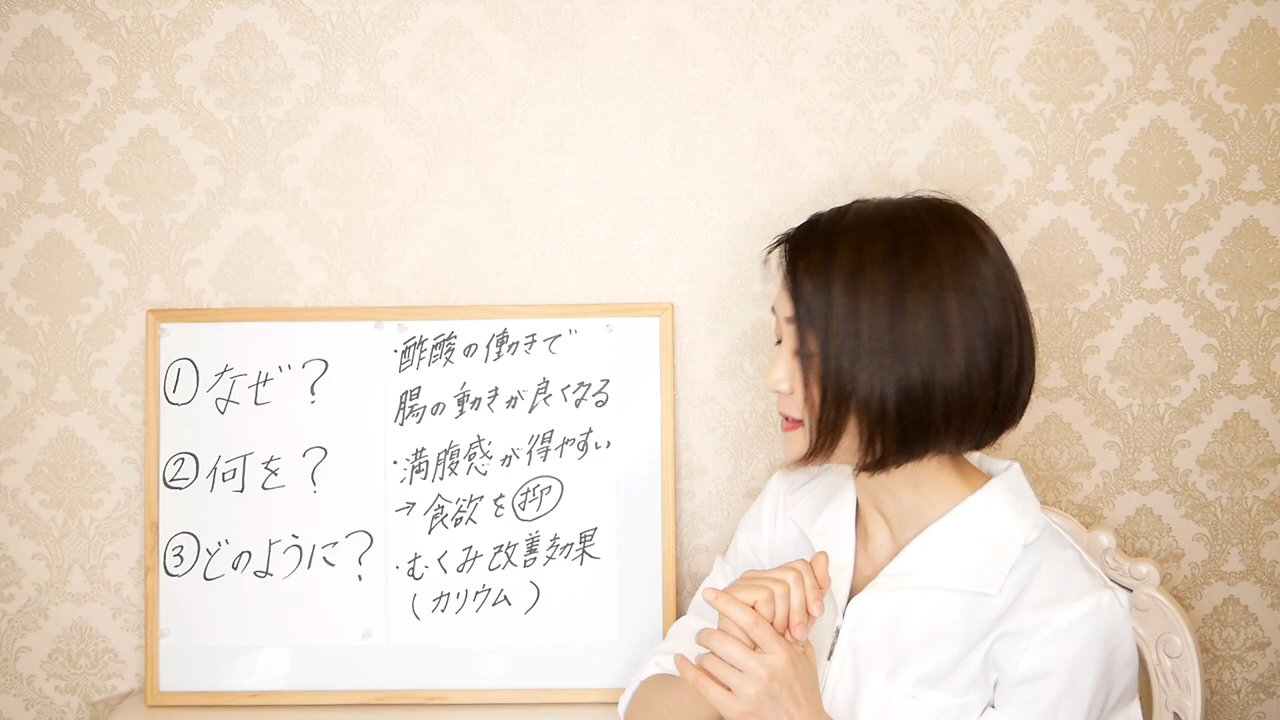 ①なぜ?
②何を?
③どのように?
・酢酸の働きで
腸の動きが良くなる
・満腹感が得やすい
→食欲を抑
・むくみ改善効果
(カリウム)